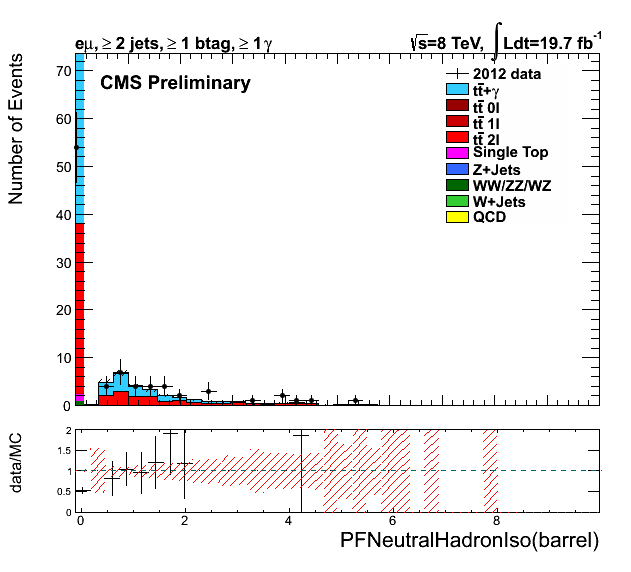 eμ, ≥ 2 jets, ≥ 1 btag, ≥ 1 γ
√s=8 TeV, ∫ Ldt=19.7 fb⁻¹
CMS Preliminary
2012 data
tt̄+γ
tt̄ 0l
tt̄ 1l
tt̄ 2l
Single Top
Z+Jets
WW/ZZ/WZ
W+Jets
QCD
Number of Events
70
60
50
40
30
20
10
0
data/MC
2
1.5
1
0.5
0
0 2 4 6 8
PFNeutralHadronIso(barrel)